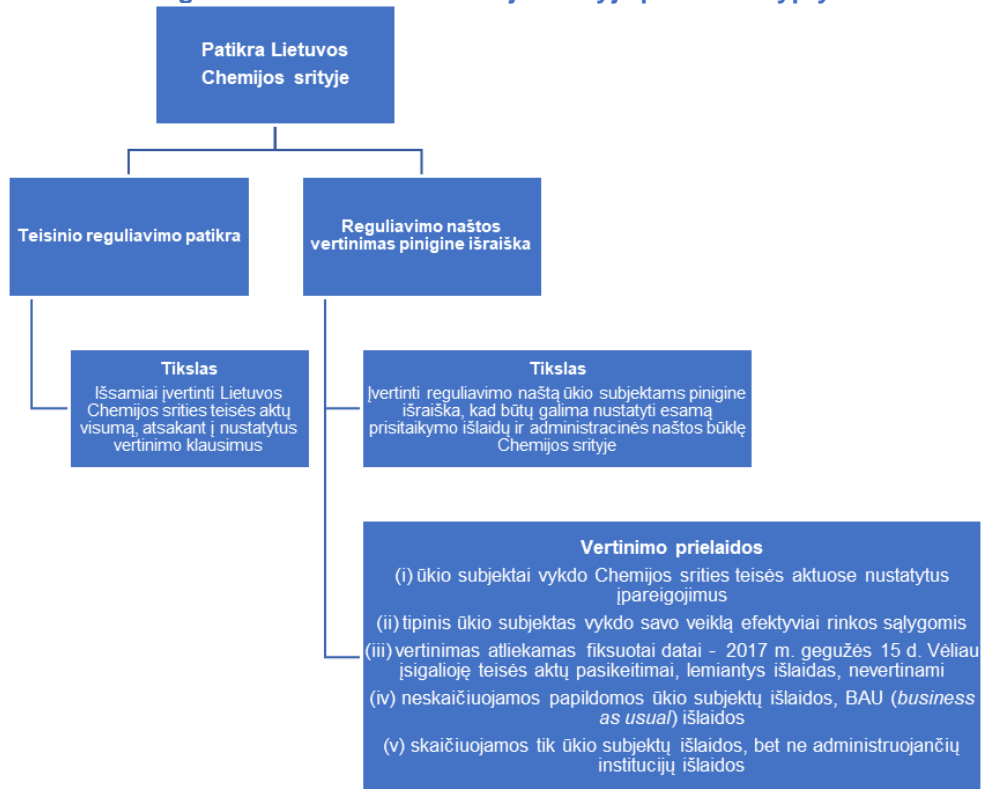 Patikra Lietuvos
Chemijos srityje
Teisinio reguliavimo patikra
Reguliavimo naštos
vertinimas pinigine išraiška
Tikslas
Išsamiai įvertinti Lietuvos
Chemijos srities teisės aktų
visumą, atsakant į nustatytus
vertinimo klausimus
Tikslas
Įvertinti reguliavimo naštą ūkio subjektams pinigine
išraiška, kad būtų galima nustatyti esamą
prisitaikymo išlaidų ir administracinės naštos būklę
Chemijos srityje
Vertinimo prielaidos
(i) ūkio subjektai vykdo Chemijos srities teisės aktuose nustatytus
įpareigojimus
(ii) tipinis ūkio subjektas vykdo savo veiklą efektyviai rinkos sąlygomis
(iii) vertinimas atliekamas fiksuotai datai - 2017 m. gegužės 15 d. Vėliau
įsigalioję teisės aktų pasikeitimai, lemiantys išlaidas, nevertinami
(iv) neskaičiuojamos papildomos ūkio subjektų išlaidos, BAU (business
as usual) išlaidos
(v) skaičiuojamos tik ūkio subjektų išlaidos, bet ne administruojančių
institucijų išlaidos